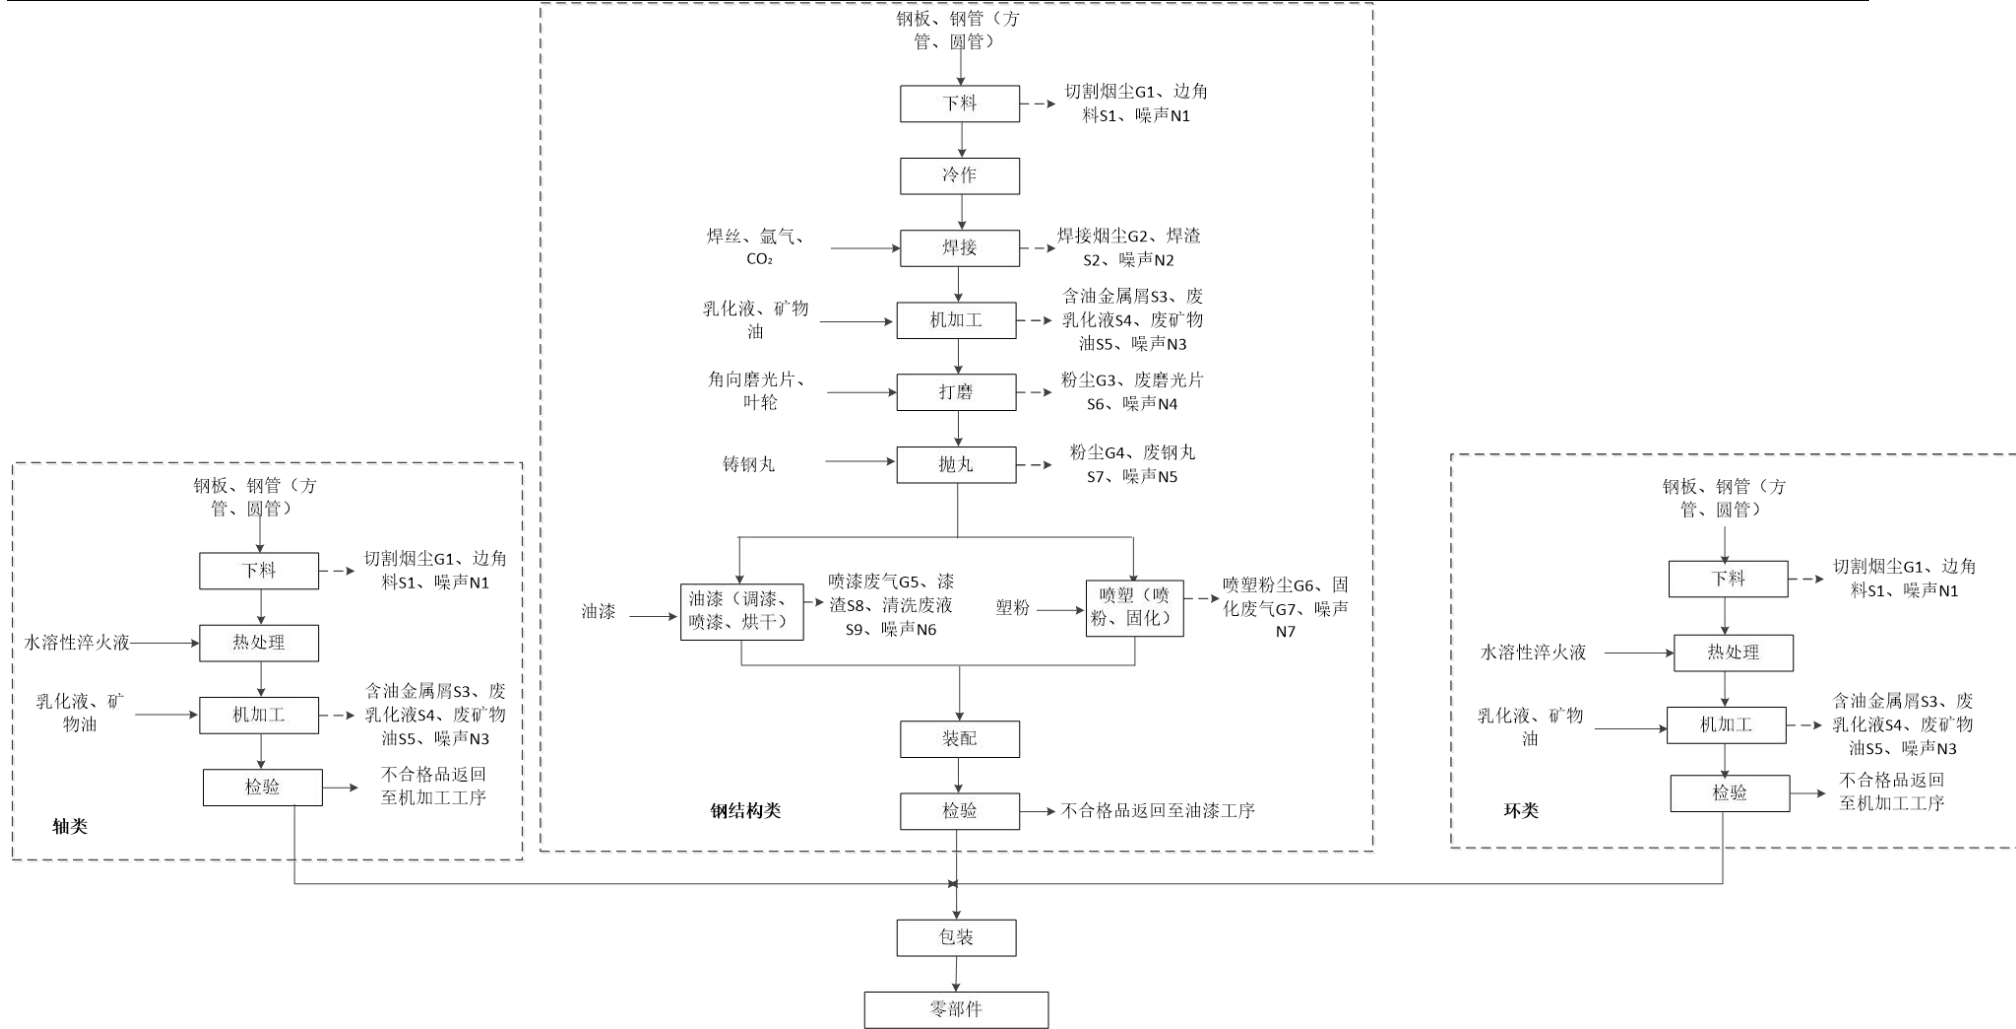 钢板、钢管（方
管、圆管）
下料
切割烟尘G1、边角
料S1、噪声N1
冷作
焊丝、氩气、
CO₂
焊接
焊接烟尘G2、焊渣
S2、噪声N2
乳化液、矿物
油
机加工
含油金属屑S3、废
乳化液S4、废矿物
油S5、噪声N3
角向磨光片、
叶轮
打磨
粉尘G3、废磨光片
S6、噪声N4
铸钢丸
抛丸
粉尘G4、废钢丸
S7、噪声N5
油漆
油漆（调漆、
喷漆、烘干）
喷漆废气G5、漆
渣S8、清洗废液
S9、噪声N6
塑粉
喷塑（喷
粉、固化）
喷塑粉尘G6、固
化废气G7、噪声
N7
装配
检验
不合格品返回至油漆工序
钢结构类
钢板、钢管（方
管、圆管）
下料
切割烟尘G1、边角
料S1、噪声N1
水溶性淬火液
热处理
乳化液、矿
物油
机加工
含油金属屑S3、废
乳化液S4、废矿物
油S5、噪声N3
检验
不合格品返回
至机加工工序
轴类
钢板、钢管（方
管、圆管）
下料
切割烟尘G1、边角
料S1、噪声N1
水溶性淬火液
热处理
乳化液、矿物
油
机加工
含油金属屑S3、废
乳化液S4、废矿物
油S5、噪声N3
检验
不合格品返回
至机加工工序
环类
包装
零部件